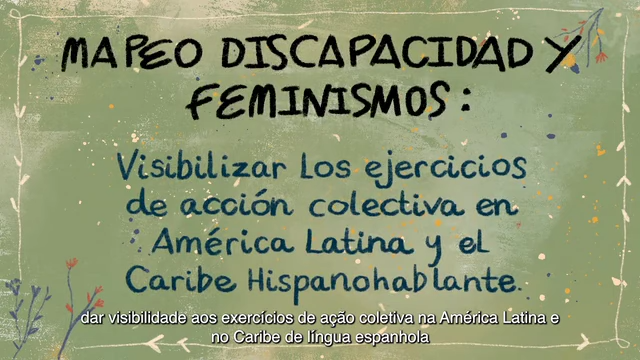 MAPEO DISCAPACIDAD Y
FEMINISMOS:
Visibilizar los ejercicios
de acción colectiva en
América Latina y el
Caribe Hispanohablante.
dar visibilidade aos exercícios de ação coletiva na América Latina e
no Caribe de língua espanhola